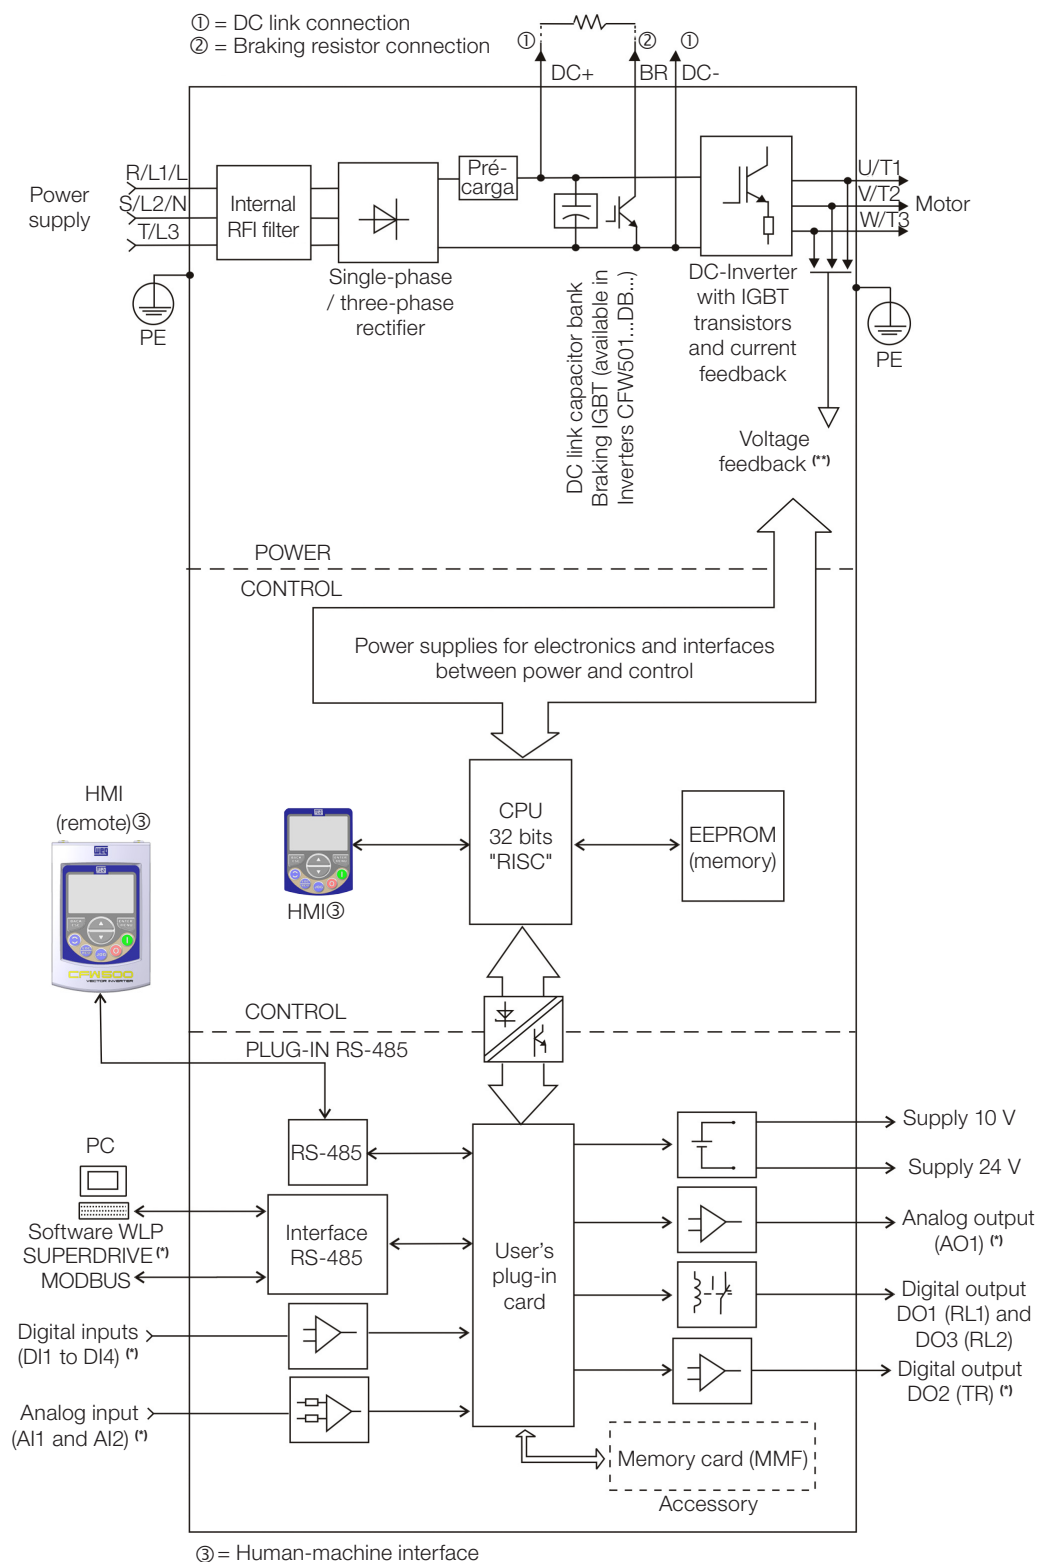 ① = DC link connection
② = Braking resistor connection
①
②
①
DC+
BR
DC-
Power
supply
R/L1/L
S/L2/N
T/L3
Internal
RFI filter
Pré-
carga
U/T1
V/T2
W/T3
Motor
PE
Single-phase
/ three-phase
rectifier
DC link capacitor bank
Braking IGBT (available in
Inverters CFW501...DB...)
DC-Inverter
with IGBT
transistors
and current
feedback
PE
Voltage
feedback (**)
POWER
CONTROL
Power supplies for electronics and interfaces
between power and control
HMI
(remote)③
CPU
32 bits
"RISC"
EEPROM
(memory)
HMI③
CFW500
VECTOR INVERTER
CONTROL
PLUG-IN RS-485
RS-485
PC
Software WLP
SUPERDRIVE (*)
MODBUS
Interface
RS-485
User's
plug-in
card
Supply 10 V
Supply 24 V
Analog output
(AO1) (*)
Digital output
DO1 (RL1) and
DO3 (RL2)
Digital output
DO2 (TR) (*)
Digital inputs
(DI1 to DI4) (*)
Analog input
(AI1 and AI2) (*)
Memory card (MMF)
Accessory
③ = Human-machine interface